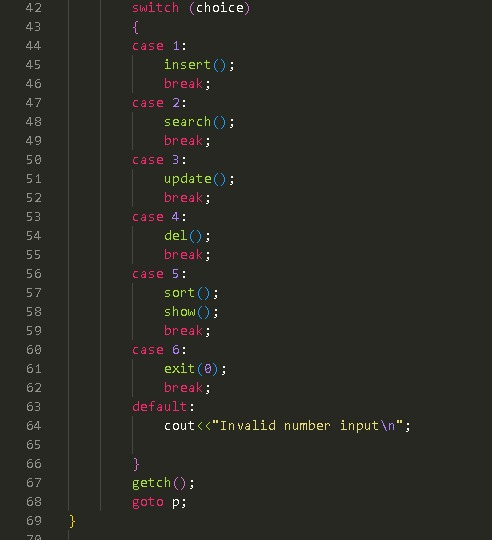 42 switch (choice)
43 {
44 case 1:
45 insert();
46 break;
47 case 2:
48 search();
49 break;
50 case 3:
51 update();
52 break;
53 case 4:
54 del();
55 break;
56 case 5:
57 sort();
58 show();
59 break;
60 case 6:
61 exit(0);
62 break;
63 default:
64 cout<<"Invalid number input\n";
65
66 }
67 getch();
68 goto p;
69 }
70